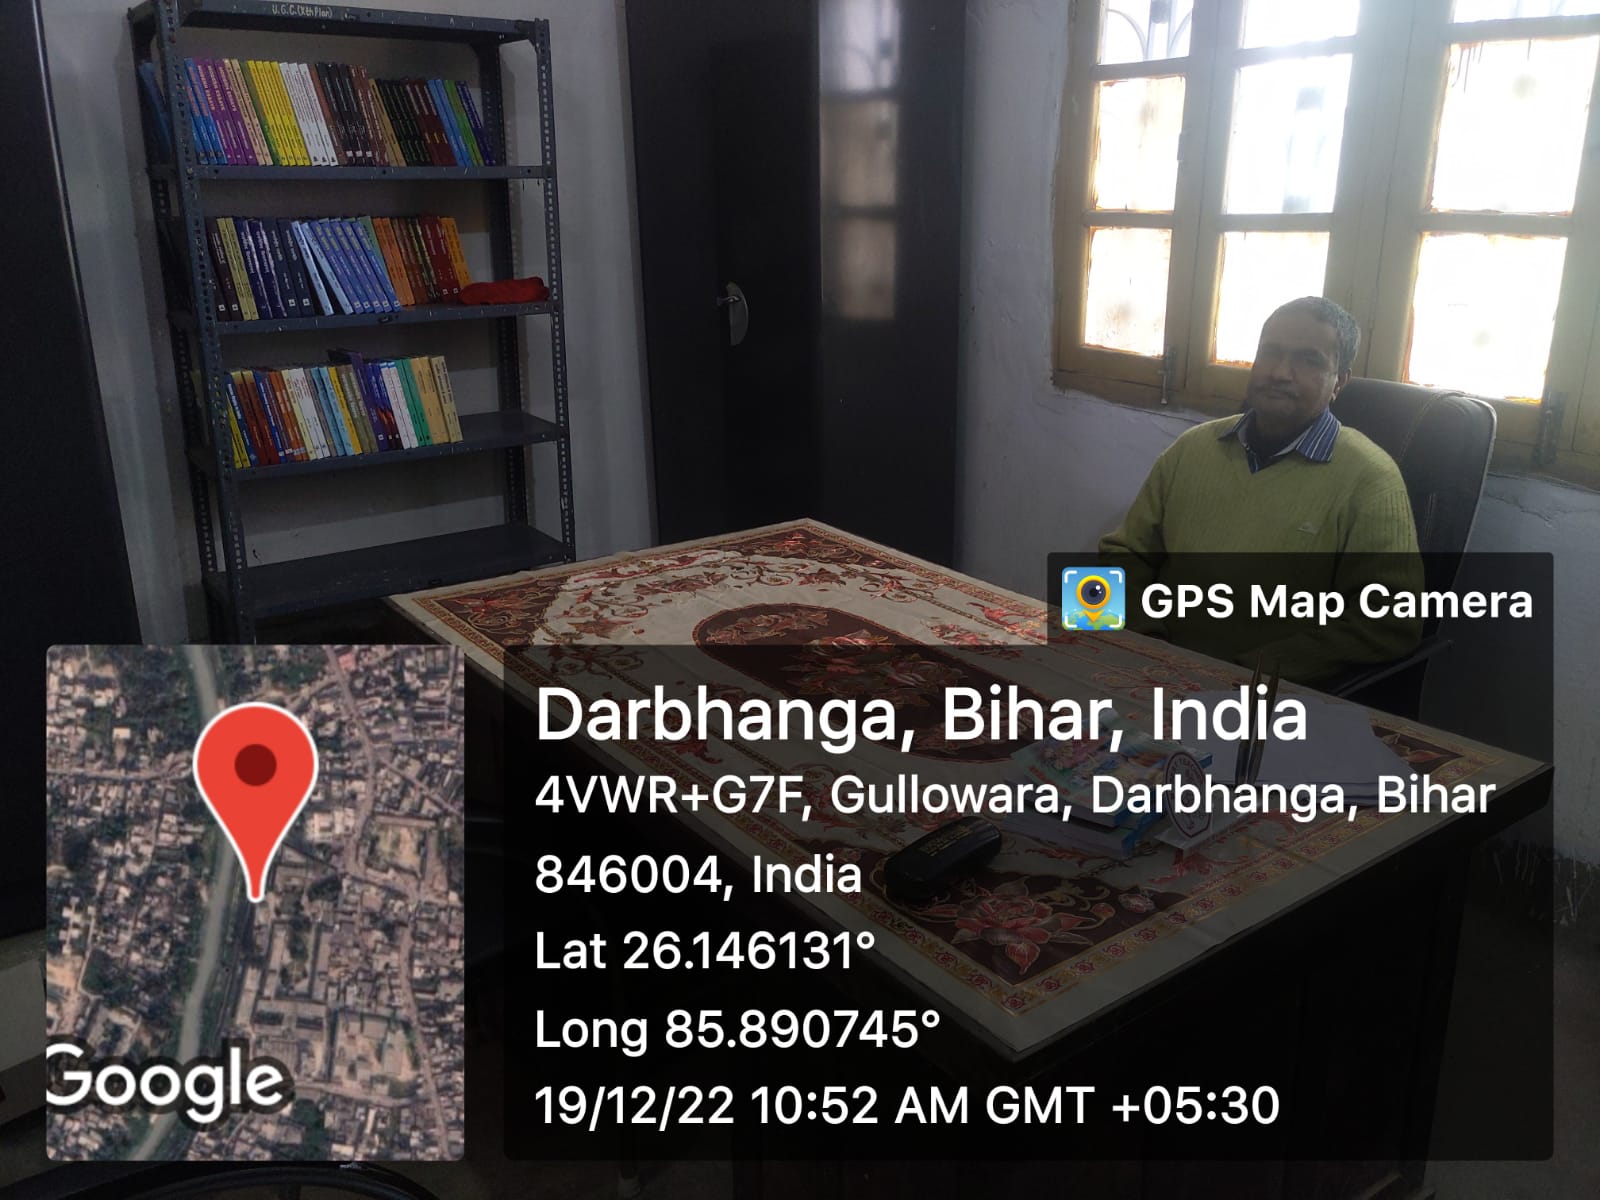 U.G.C.(Xth Plan)
GPS Map Camera
Darbhanga, Bihar, India
4VWR+G7F, Gullowara, Darbhanga, Bihar
846004, India
Lat 26.146131°
Long 85.890745°
19/12/22 10:52 AM GMT +05:30
Google